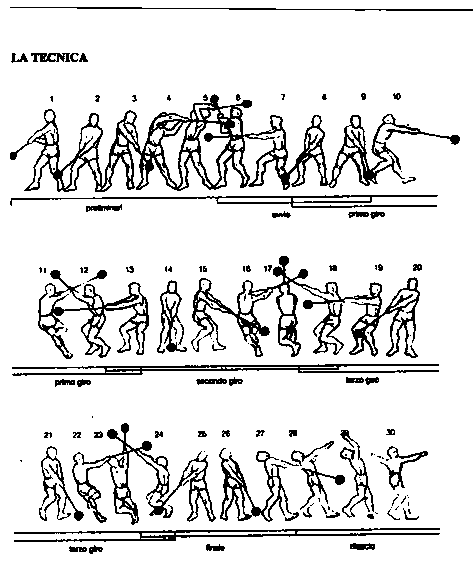 LA TECNICA
1 2 3 4 5 6 7 8 9 10
preliminari avvio primo giro
11 12 13 14 15 16 17 18 19 20
primo giro secondo giro terzo giro
21 22 23 24 25 26 27 28 29 30
terzo giro finale rilascio